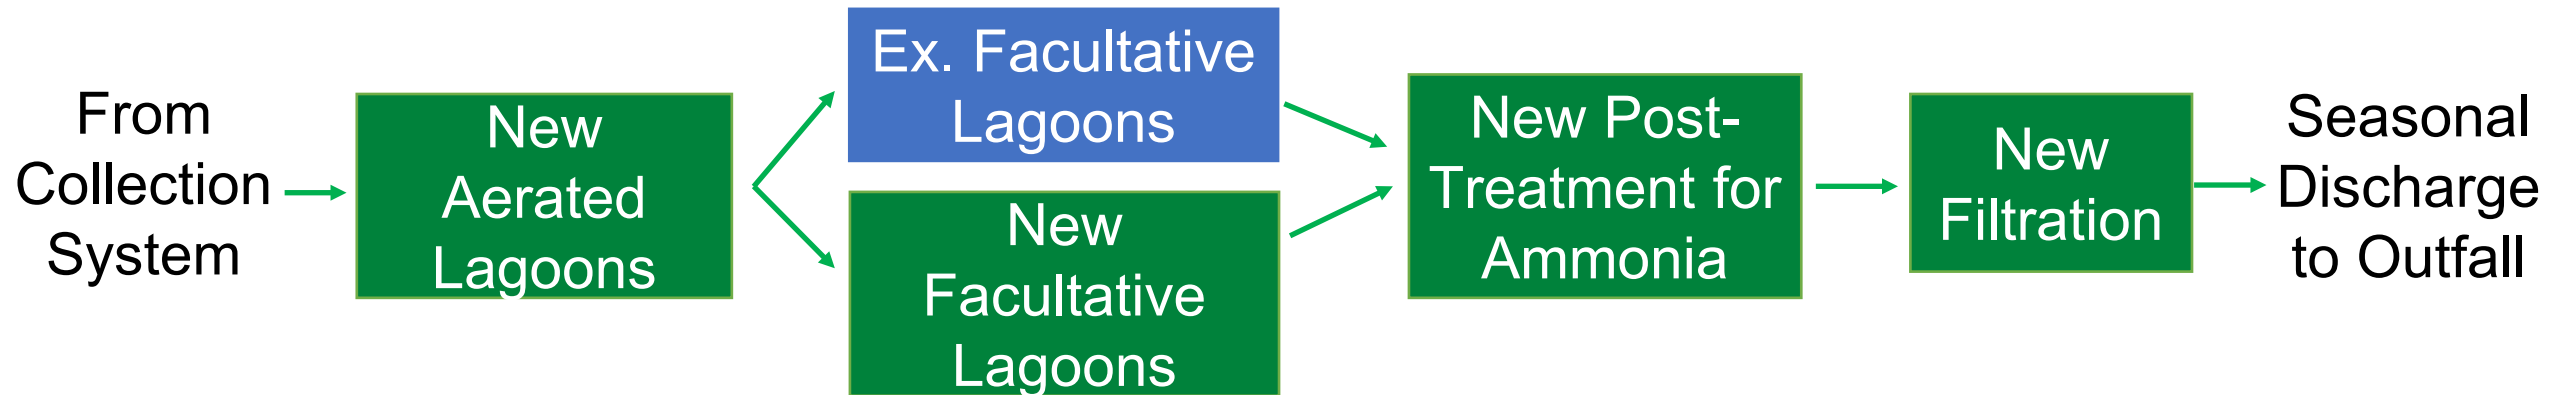 From
Collection
System
New
Aerated
Lagoons
Ex. Facultative
Lagoons
New
Facultative
Lagoons
New Post-
Treatment for
Ammonia
New
Filtration
Seasonal
Discharge
to Outfall